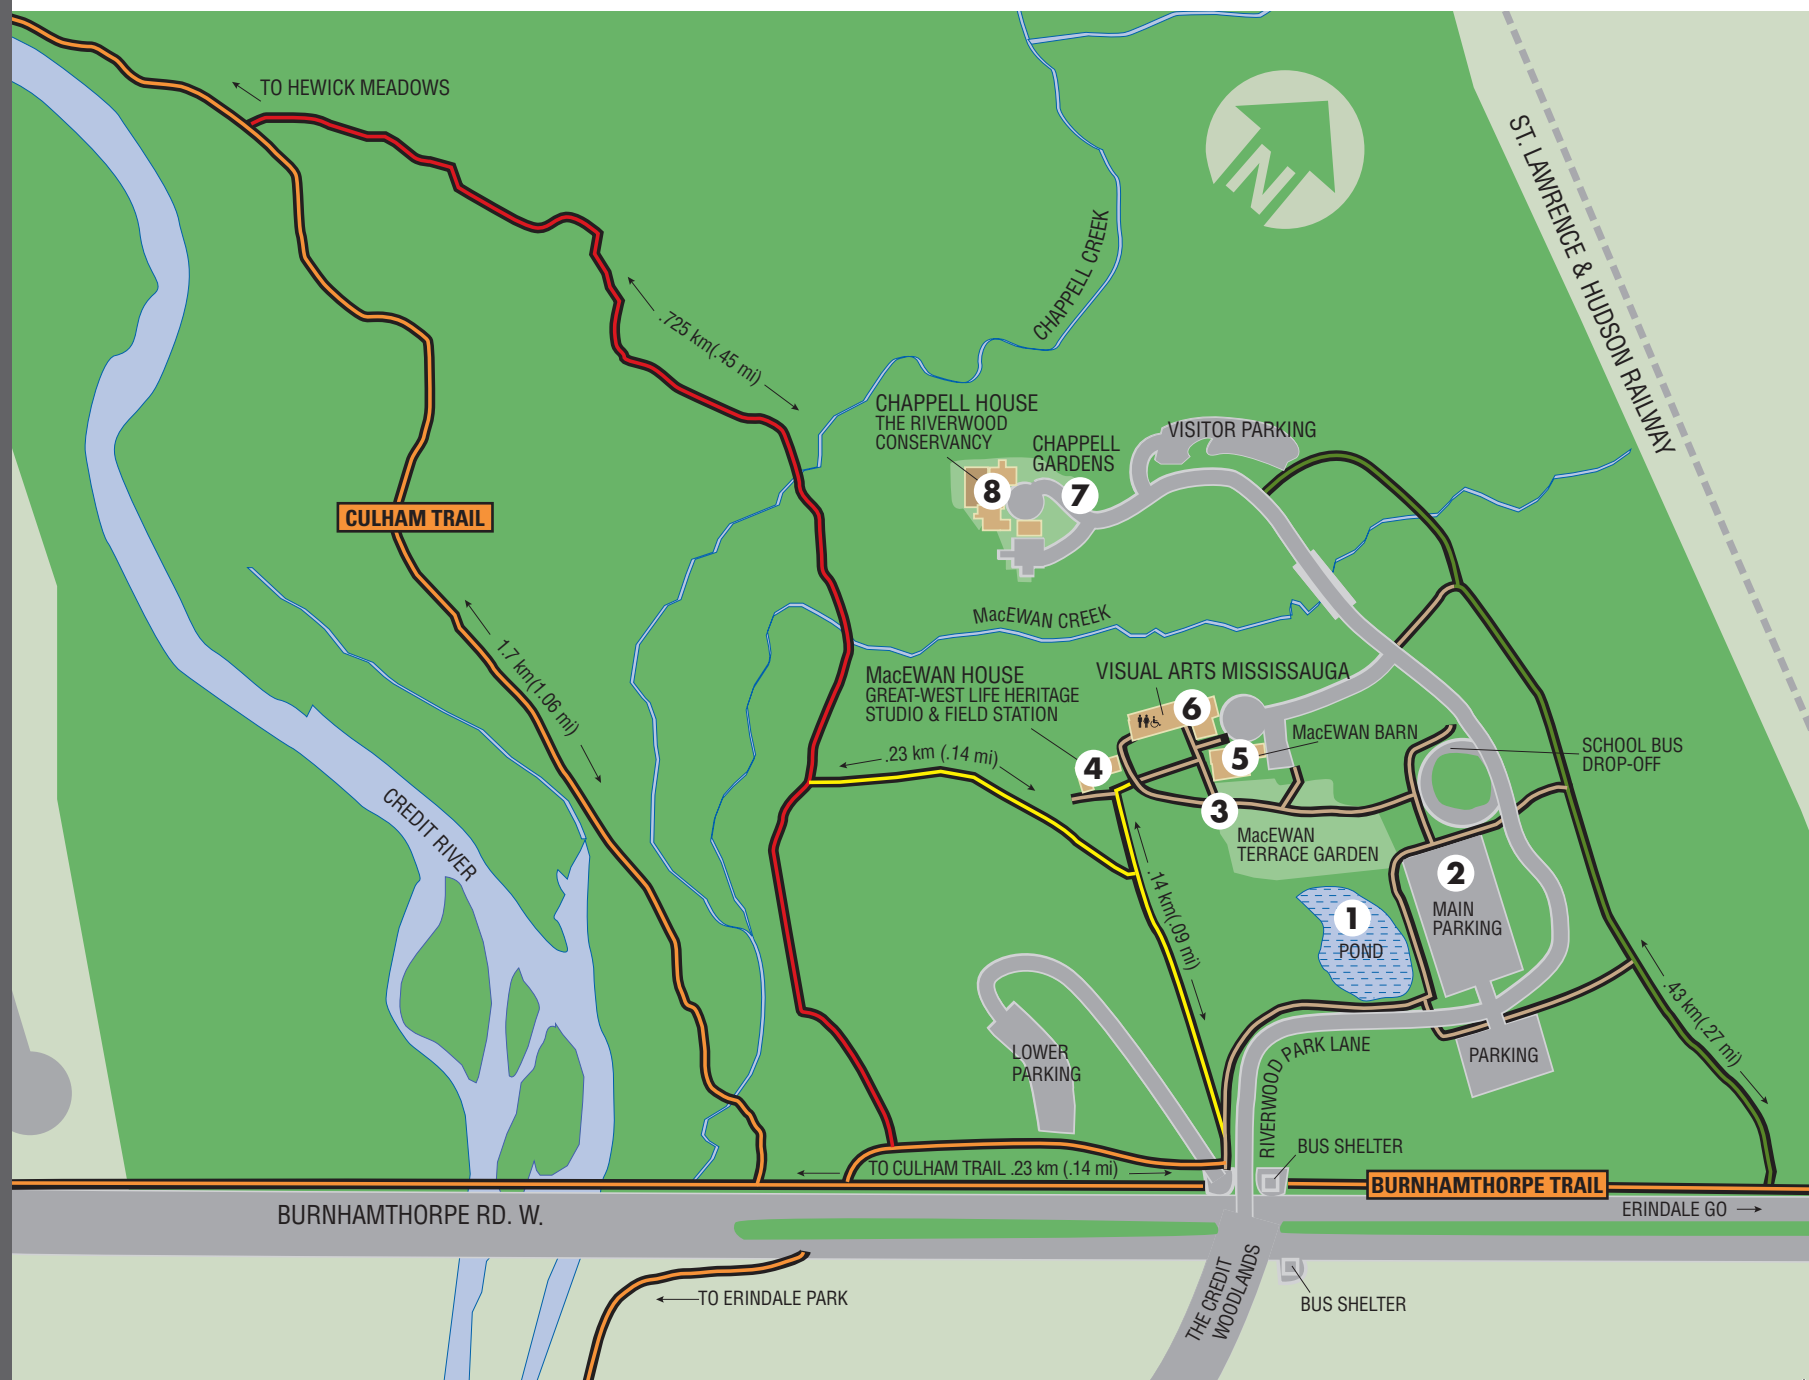 TO HEWICK MEADOWS
N
ST. LAWRENCE & HUDSON RAILWAY
CHAPPELL CREEK
.725 km(.45 mi)
CHAPPELL HOUSE
THE RIVERWOOD
CONSERVANCY
CHAPPELL
GARDENS
VISITOR PARKING
8
7
CULHAM TRAIL
MacEWAN CREEK
1.7 km(1.06 mi)
MacEWAN HOUSE
GREAT-WEST LIFE HERITAGE
STUDIO & FIELD STATION
VISUAL ARTS MISSISSAUGA
6
MacEWAN BARN
5
SCHOOL BUS
DROP-OFF
.23 km (.14 mi)
4
3
MacEWAN
TERRACE GARDEN
CREDIT RIVER
2
MAIN
PARKING
1
POND
.14 km(.09 mi)
.43 km(.27 mi)
LOWER
PARKING
RIVERWOOD PARK LANE
PARKING
BUS SHELTER
TO CULHAM TRAIL .23 km (.14 mi)
BURNHAMTHORPE TRAIL
BURNHAMTHORPE RD. W.
ERINDALE GO
THE CREDIT
WOODLANDS
TO ERINDALE PARK
BUS SHELTER